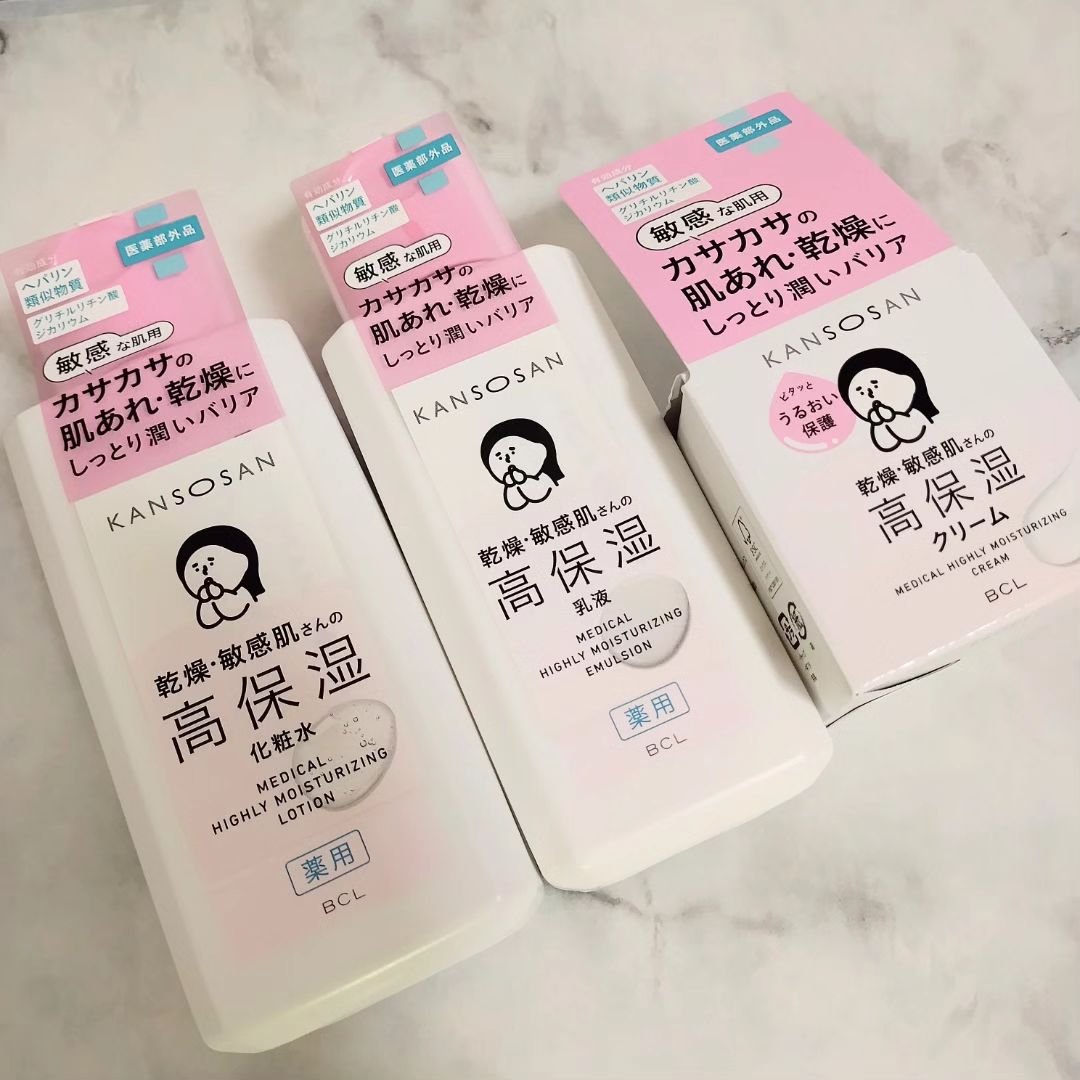 医薬部外品
有効成分
ヘパリン
類似物質
グリチルリチン酸
ジカリウム
敏感な肌用
カサカサの
肌あれ・乾燥に
しっとり潤いバリア
KANSOSAN
乾燥・敏感肌さんの
高保湿
化粧水
MEDICAL
HIGHLY MOISTURIZING
LOTION
薬用
BCL
医薬部外品
有効成分
ヘパリン
類似物質
グリチルリチン酸
ジカリウム
敏感な肌用
カサカサの
肌あれ・乾燥に
しっとり潤いバリア
KANSOSAN
乾燥・敏感肌さんの
高保湿
乳液
MEDICAL
HIGHLY MOISTURIZING
EMULSION
薬用
BCL
医薬部外品
有効成分
ヘパリン
類似物質
グリチルリチン酸
ジカリウム
敏感な肌用
カサカサの
肌あれ・乾燥に
しっとり潤いバリア
KANSOSAN
ピタッと
うるおい
保護
乾燥・敏感肌さんの
高保湿
クリーム
MEDICAL HIGHLY MOISTURIZING
CREAM
BCL